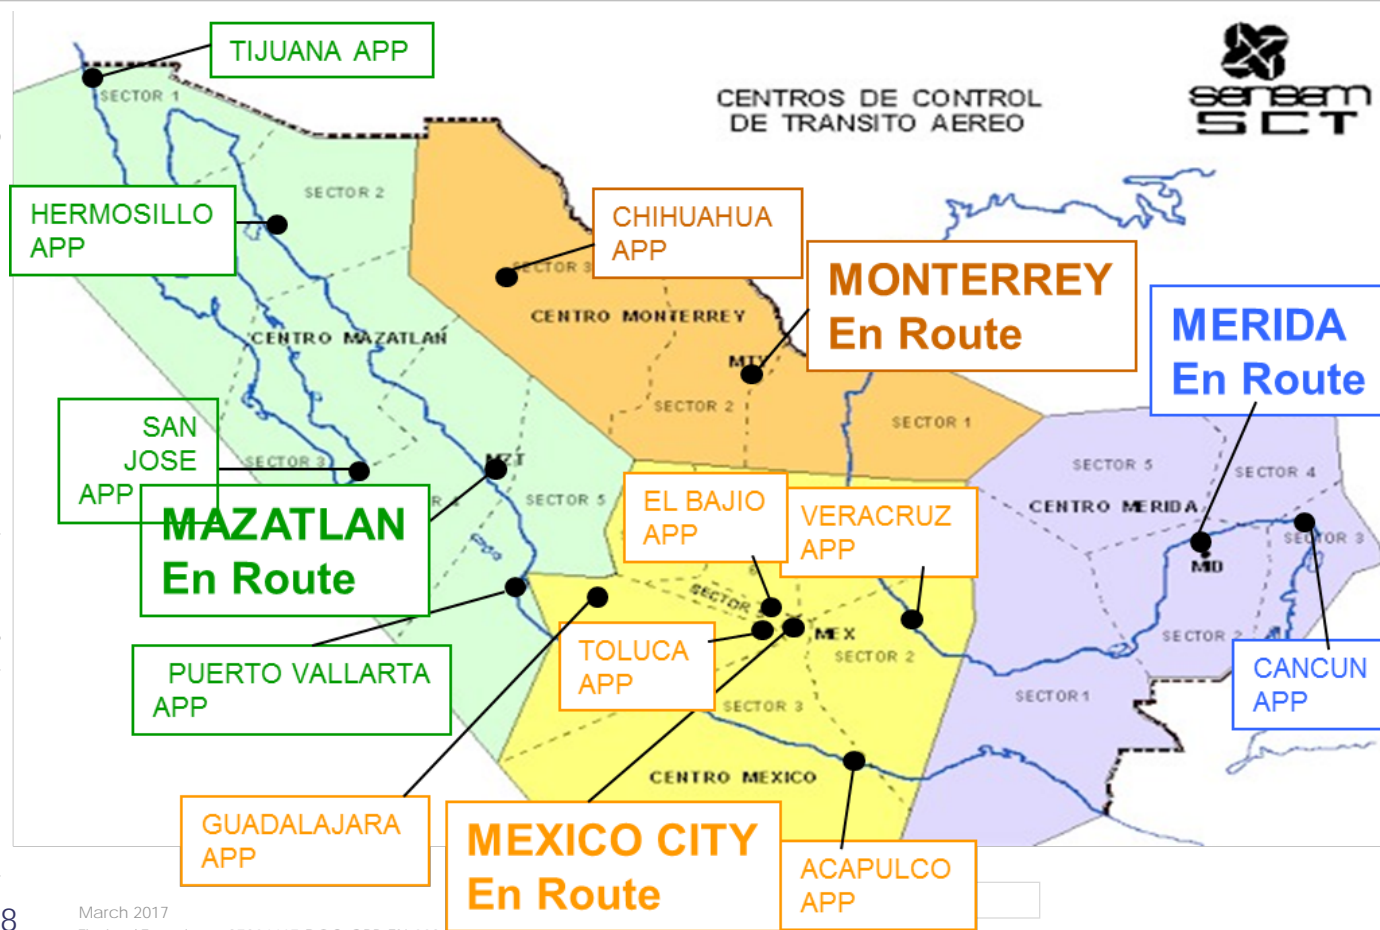 TIJUANA APP
CENTROS DE CONTROL
DE TRANSITO AEREO
seneam
SCT
SECTOR 1
SECTOR 2
HERMOSILLO
APP
CHIHUAHUA
APP
SECTOR 3
MONTERREY
En Route
CENTRO MONTERREY
MERIDA
En Route
CENTRO MAZATLAN
MTY
SECTOR 2
SECTOR 1
SAN
JOSE
APP
SECTOR 3
MZT
SECTOR 5
MAZATLAN
En Route
EL BAJIO
APP
VERACRUZ
APP
SECTOR 5
SECTOR 4
CENTRO MERIDA
SECTOR 3
MID
SECTOR 2
SECTOR
MEX
SECTOR 2
TOLUCA
APP
PUERTO VALLARTA
APP
CANCUN
APP
SECTOR 1
SECTOR 3
CENTRO MEXICO
GUADALAJARA
APP
MEXICO CITY
En Route
ACAPULCO
APP
8
March 2017